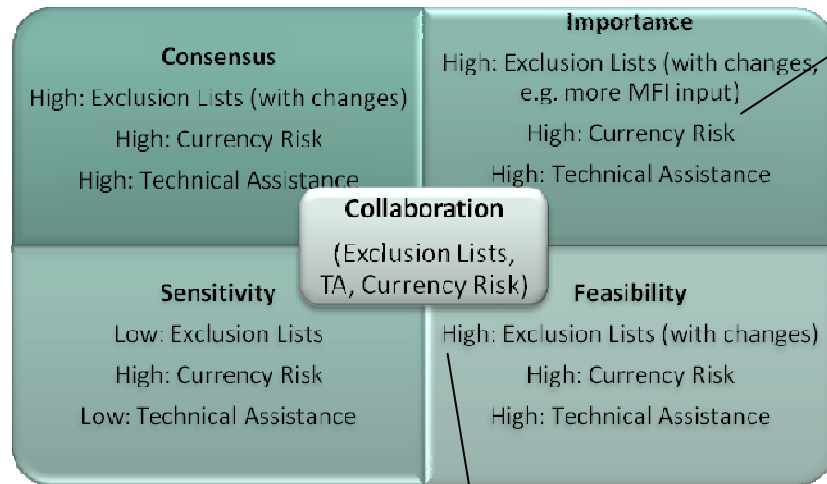 Consensus
High: Exclusion Lists (with changes)
High: Currency Risk
High: Technical Assistance
Importance
High: Exclusion Lists (with changes,
e.g. more MFI input)
High: Currency Risk
High: Technical Assistance
Collaboration
(Exclusion Lists,
TA, Currency Risk)
Sensitivity
Low: Exclusion Lists
High: Currency Risk
Low: Technical Assistance
Feasibility
High: Exclusion Lists (with changes)
High: Currency Risk
High: Technical Assistance